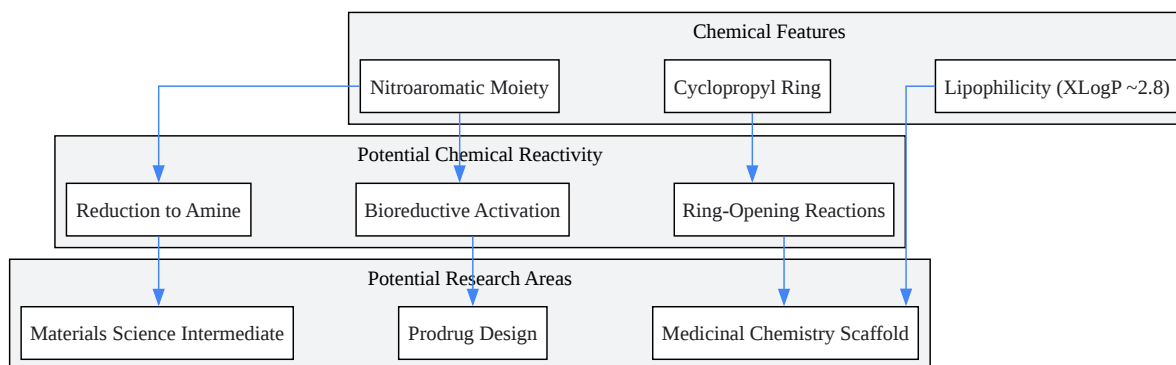 Chemical Features
Nitroaromatic Moiety
Cyclopropyl Ring
Lipophilicity (XLogP ~2.8)
Potential Chemical Reactivity
Reduction to Amine
Bioreductive Activation
Ring-Opening Reactions
Potential Research Areas
Materials Science Intermediate
Prodrug Design
Medicinal Chemistry Scaffold